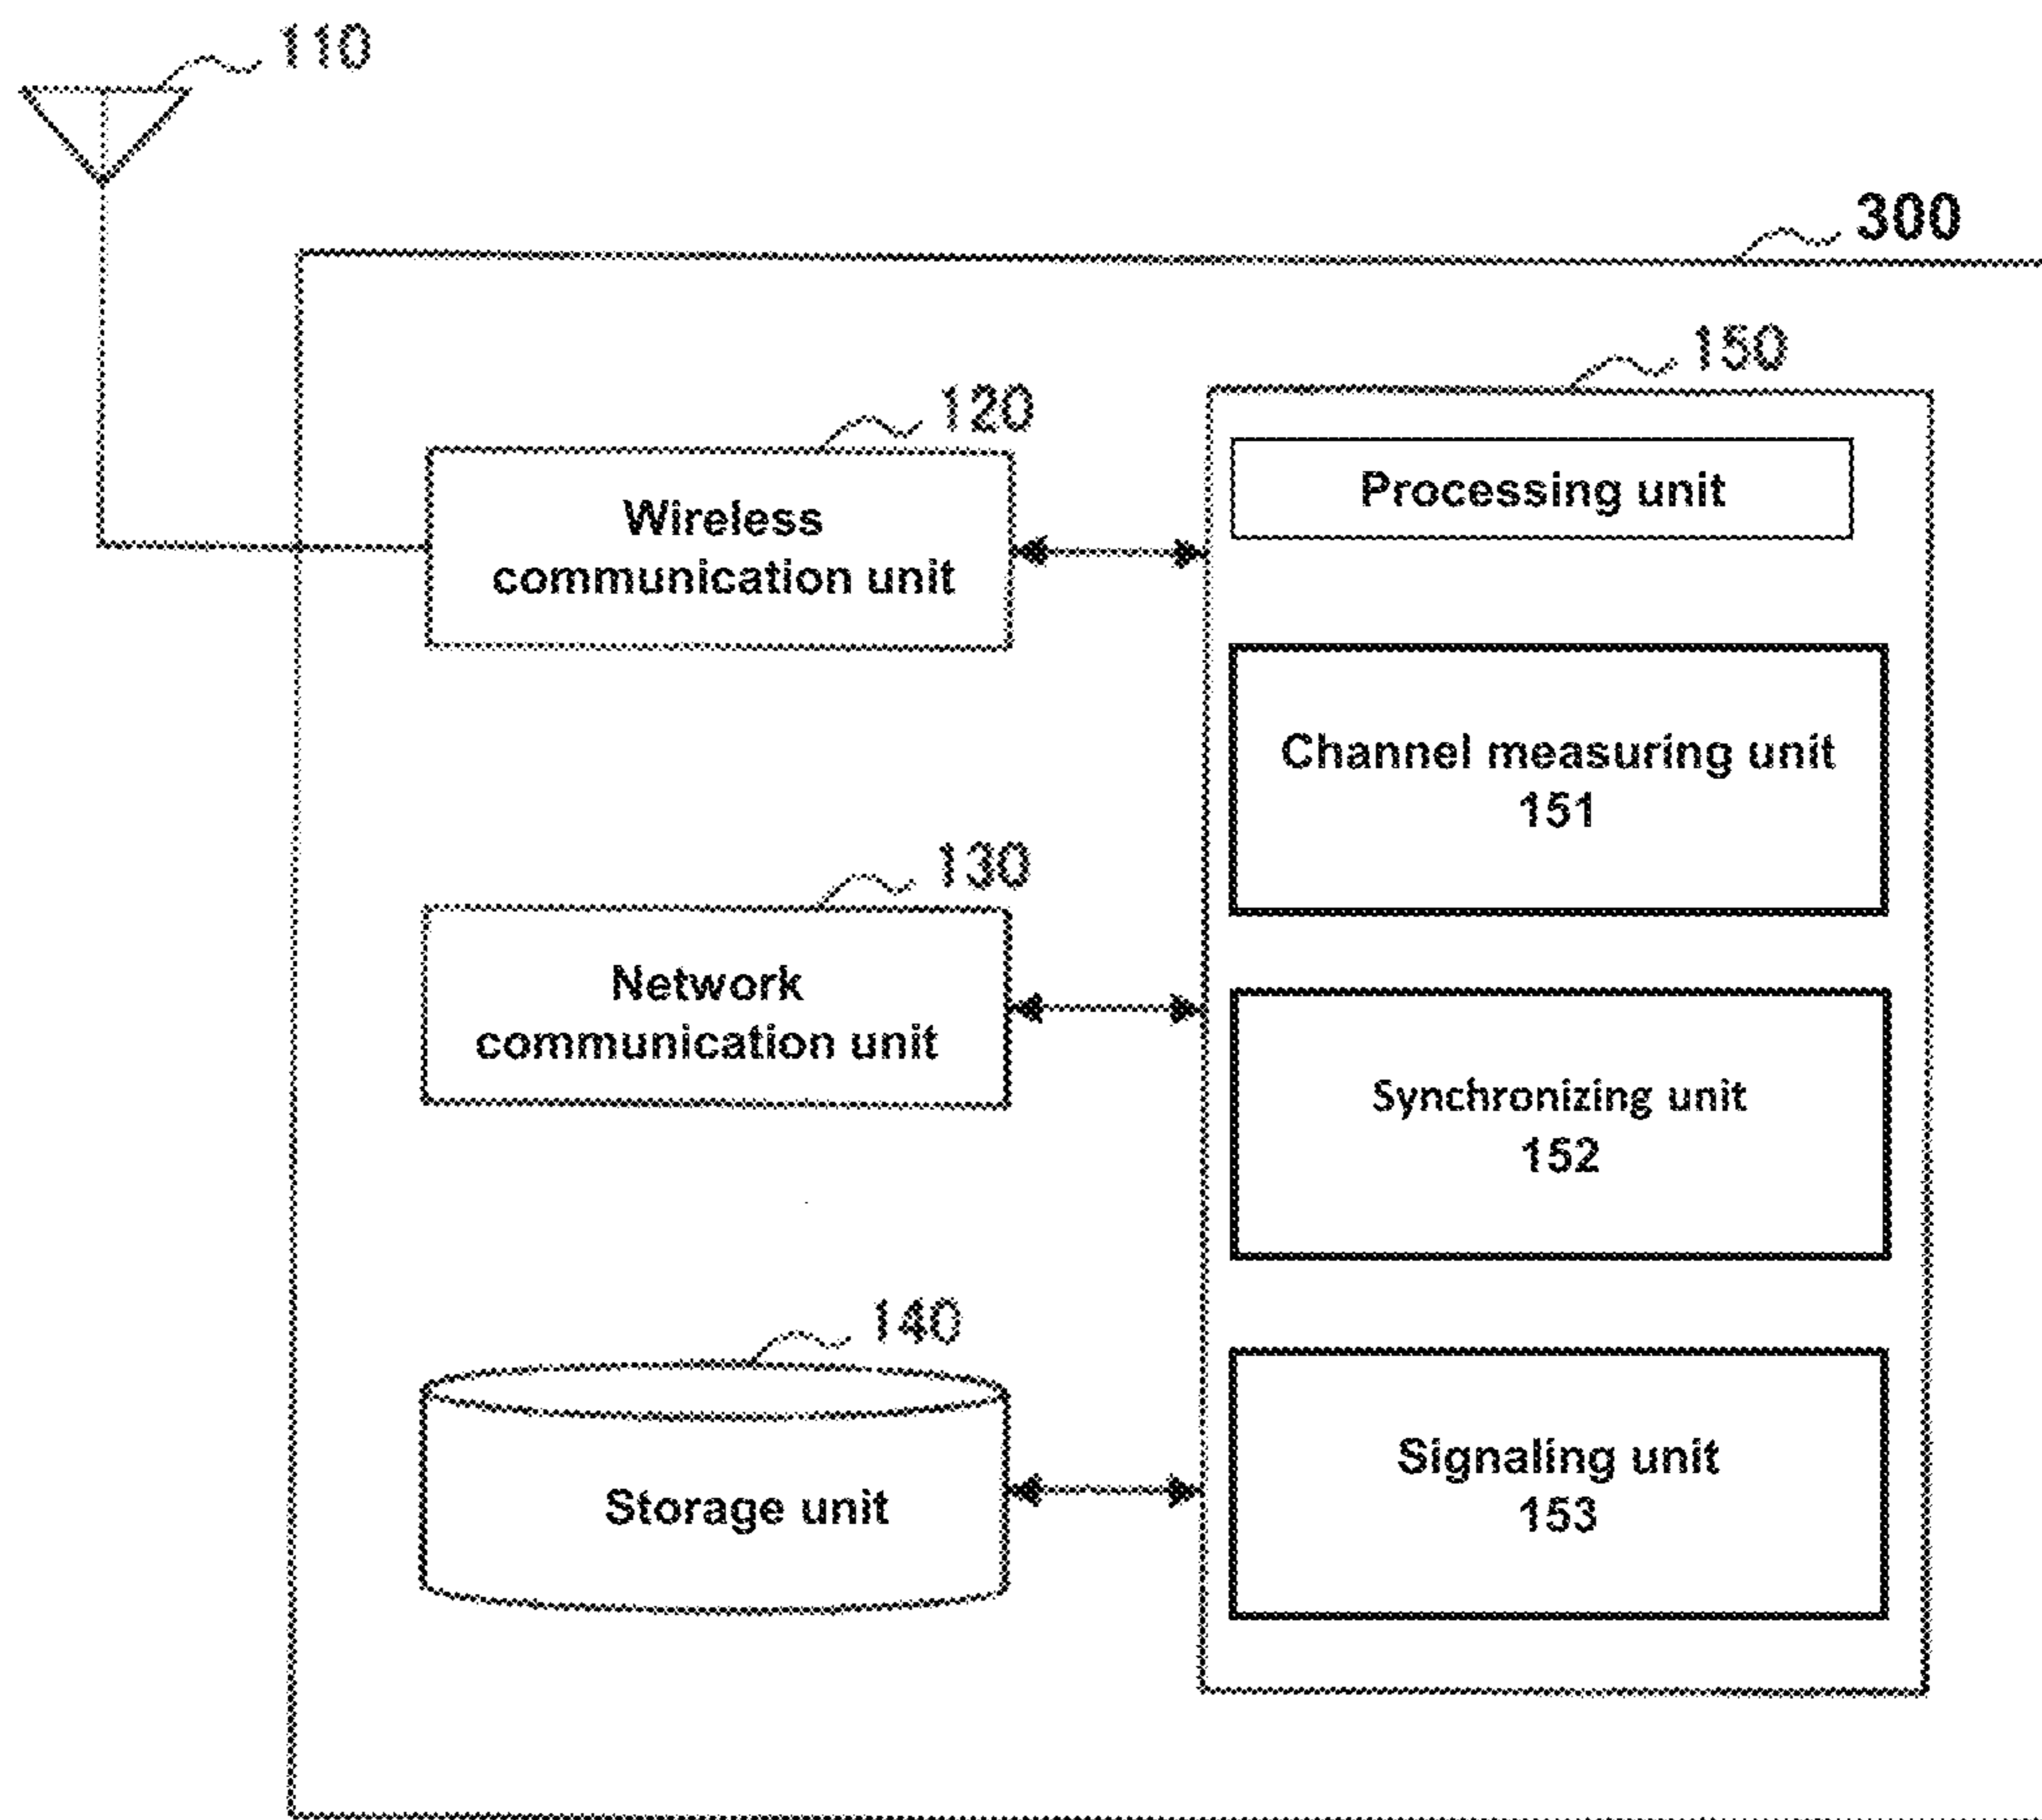 110
300
150
120
Processing unit
Wireless
communication unit
Channel measuring unit
151
130
Network
communication unit
Synchronizing unit
152
140
Storage unit
Signaling unit
153